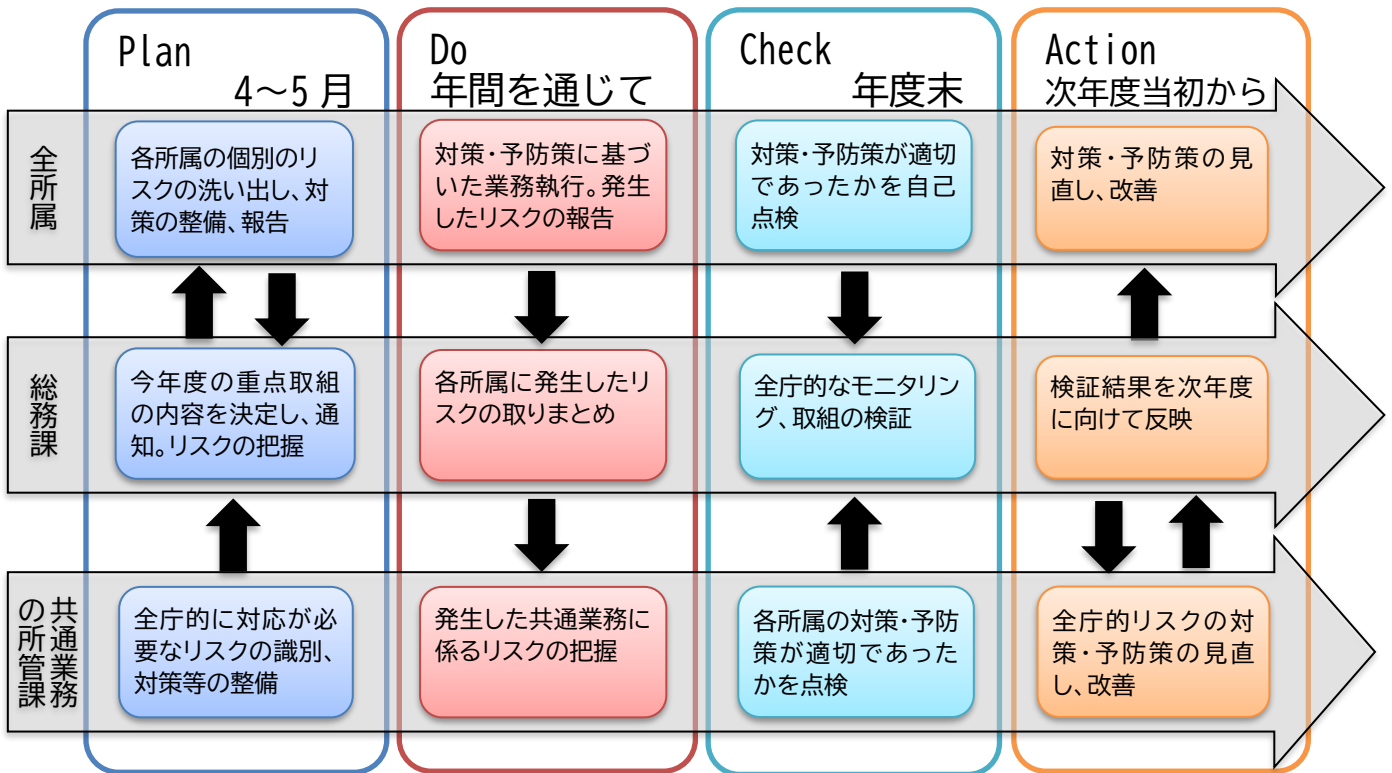 Plan
4～5月
Do
年間を通じて
Check
年度末
Action
次年度当初から
全所属
各所属の個別のリ
スクの洗い出し、対
策の整備、報告
対策・予防策に基づ
いた業務執行。発生
したリスクの報告
対策・予防策が適切
であったかを自己
点検
対策・予防策の見
直し、改善
総務課
今年度の重点取組
の内容を決定し、通
知。リスクの把握
各所属に発生したリ
スクの取りまとめ
全庁的なモニタリン
グ、取組の検証
検証結果を次年度
に向けて反映
共通業務
の所管課
全庁的に対応が必
要なリスクの識別、
対策等の整備
発生した共通業務に
係るリスクの把握
各所属の対策・予防
策が適切であった
かを点検
全庁的リスクの対
策・予防策の見直
し、改善